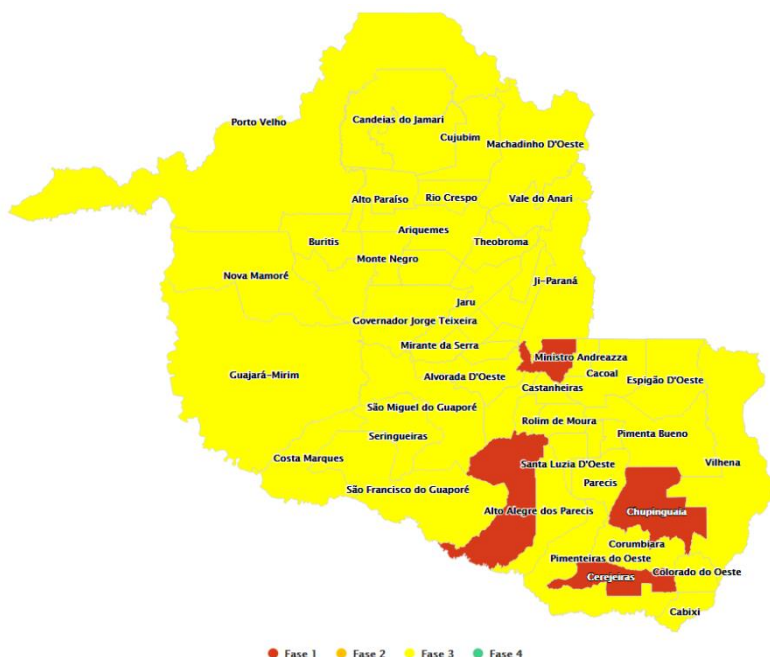 Porto Velho
Candeias do Jamari
Cujubim
Machadinho D'Oeste
Alto Paraíso
Rio Crespo
Vale do Anari
Ariquemes
Buritis
Theobroma
Monte Negro
Nova Mamoré
Ji-Paraná
Jaru
Governador Jorge Teixeira
Mirante da Serra
Ministro Andreazza
Guajará-Mirim
Alvorada D'Oeste
Cacoal
Espigão D'Oeste
Castanheiras
São Miguel do Guaporé
Rolim de Moura
Seringueiras
Pimenta Bueno
Costa Marques
Santa Luzia D'Oeste
Vilhena
Parecis
São Francisco do Guaporé
Alto Alegre dos Parecis
Chupinguaia
Corumbiara
Pimenteiras do Oeste
Colorado do Oeste
Cerejeiras
Cabixi
Fase 1 Fase 2 Fase 3 Fase 4